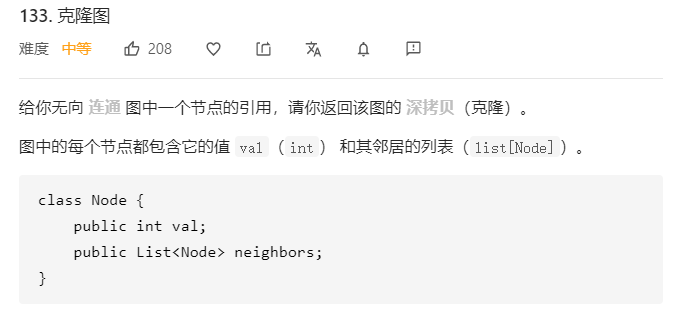 133. 克隆图
难度 中等 208
给你无向 连通 图中一个节点的引用，请你返回该图的 深拷贝（克隆）。
图中的每个节点都包含它的值 val（int） 和其邻居的列表（list[Node]）。
class Node {
    public int val;
    public List<Node> neighbors;
}